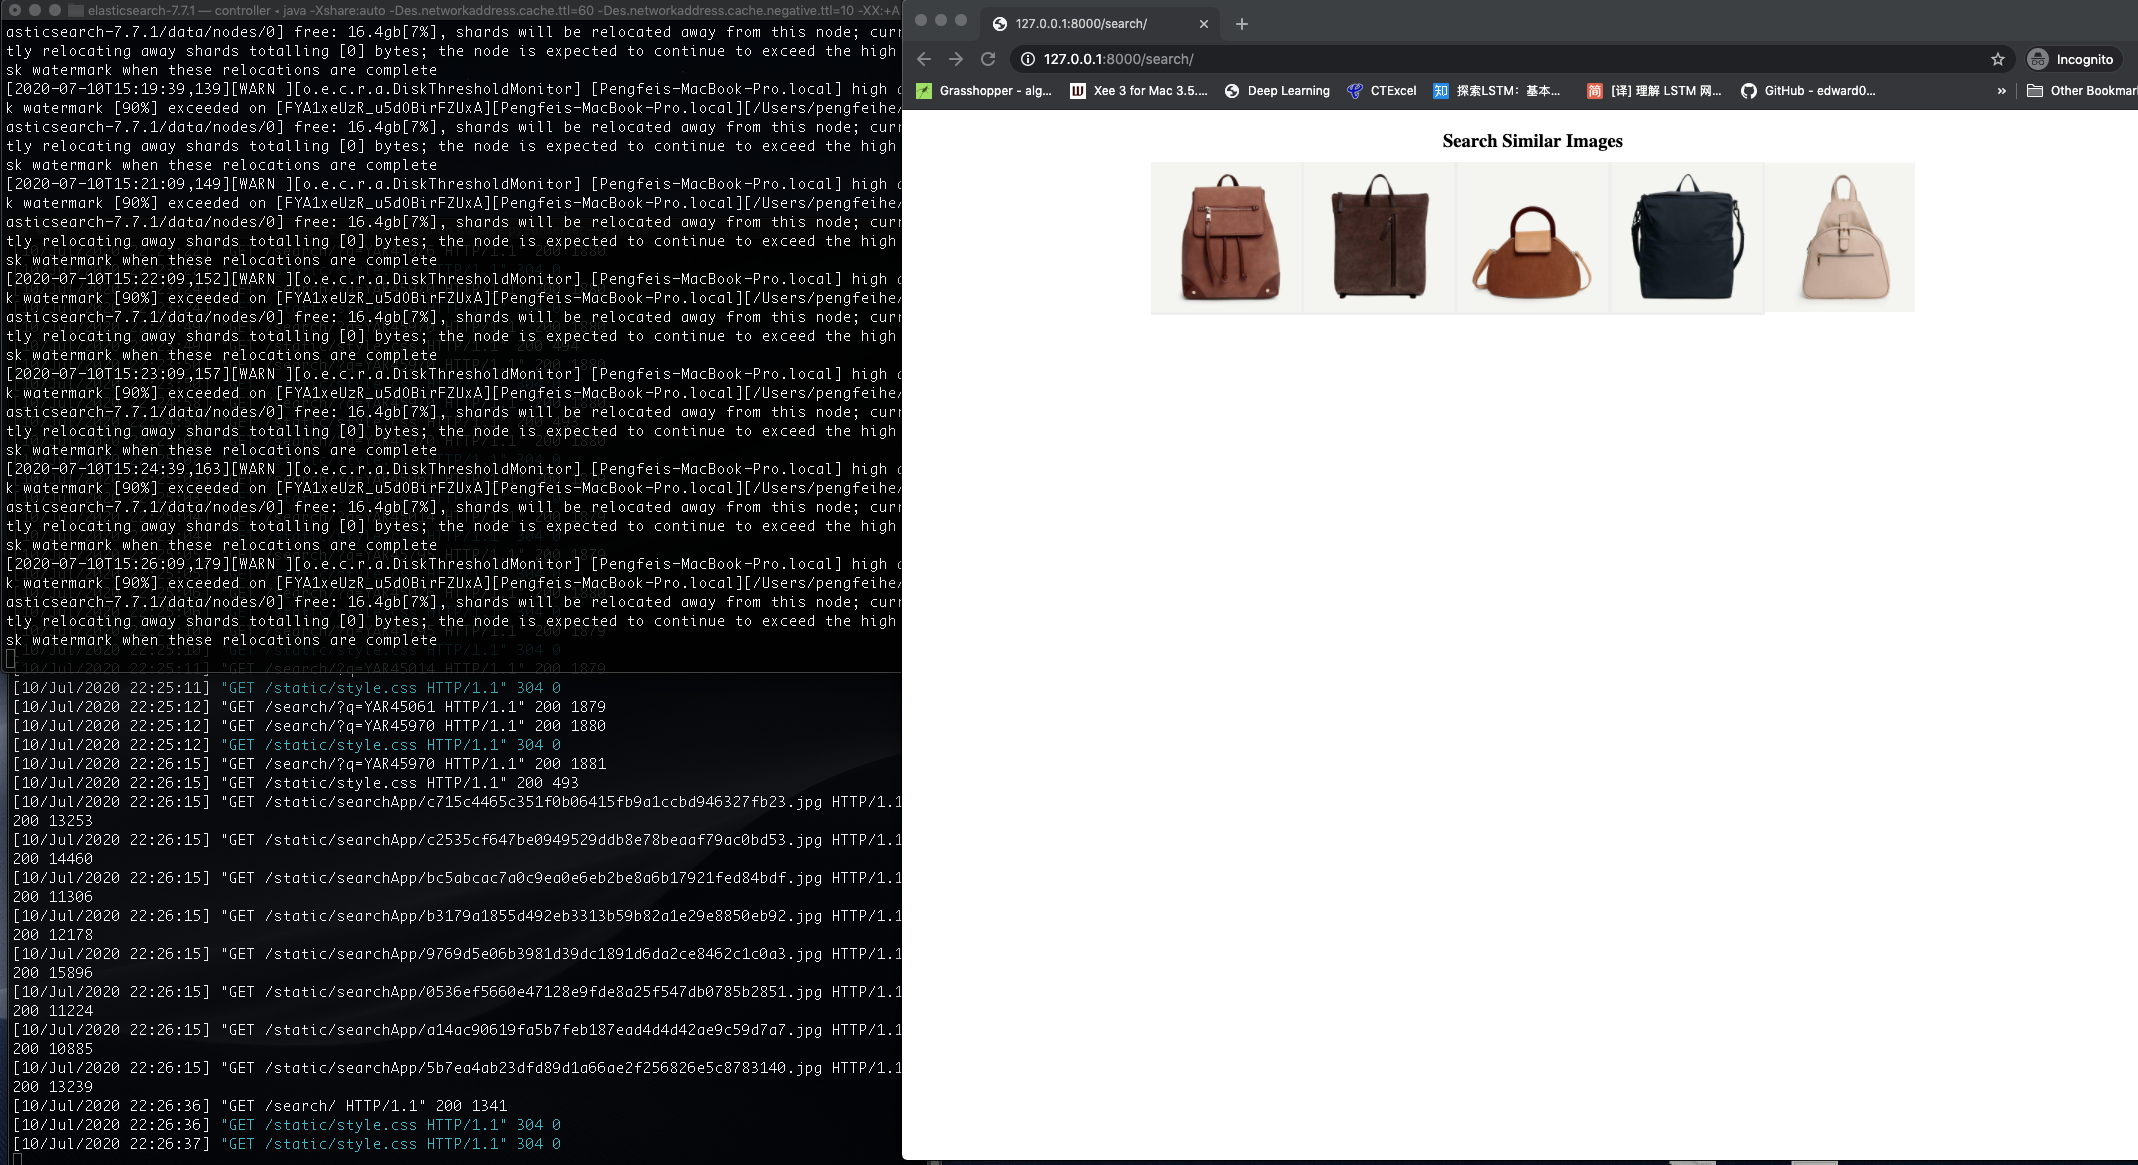 elasticsearch-7.7.1 — controller • java -Xshare:auto -Des.networkaddress.cache.ttl=60 -Des.networkaddress.cache.negative.ttl=10 -XX:+A
asticsearch-7.7.1/data/nodes/0] free: 16.4gb[7%], shards will be relocated away from this node; curr
tly relocating away shards totalling [0] bytes; the node is expected to continue to exceed the high
sk watermark when these relocations are complete
[2020-07-10T15:19:39,139][WARN ][o.e.c.r.a.DiskThresholdMonitor] [Pengfeis-MacBook-Pro.local] high
k watermark [90%] exceeded on [FYA1xeUzR_u5dOBirFZUxA][Pengfeis-MacBook-Pro.local][/Users/pengfeihe/
asticsearch-7.7.1/data/nodes/0] free: 16.4gb[7%], shards will be relocated away from this node; curr
tly relocating away shards totalling [0] bytes; the node is expected to continue to exceed the high
sk watermark when these relocations are complete
[2020-07-10T15:21:09,149][WARN ][o.e.c.r.a.DiskThresholdMonitor] [Pengfeis-MacBook-Pro.local] high
k watermark [90%] exceeded on [FYA1xeUzR_u5dOBirFZUxA][Pengfeis-MacBook-Pro.local][/Users/pengfeihe/
asticsearch-7.7.1/data/nodes/0] free: 16.4gb[7%], shards will be relocated away from this node; curr
tly relocating away shards totalling [0] bytes; the node is expected to continue to exceed the high
sk watermark when these relocations are complete
[2020-07-10T15:22:09,152][WARN ][o.e.c.r.a.DiskThresholdMonitor] [Pengfeis-MacBook-Pro.local] high
k watermark [90%] exceeded on [FYA1xeUzR_u5dOBirFZUxA][Pengfeis-MacBook-Pro.local][/Users/pengfeihe/
asticsearch-7.7.1/data/nodes/0] free: 16.4gb[7%], shards will be relocated away from this node; curr
tly relocating away shards totalling [0] bytes; the node is expected to continue to exceed the high
sk watermark when these relocations are complete
[2020-07-10T15:23:09,157][WARN ][o.e.c.r.a.DiskThresholdMonitor] [Pengfeis-MacBook-Pro.local] high
k watermark [90%] exceeded on [FYA1xeUzR_u5dOBirFZUxA][Pengfeis-MacBook-Pro.local][/Users/pengfeihe/
asticsearch-7.7.1/data/nodes/0] free: 16.4gb[7%], shards will be relocated away from this node; curr
tly relocating away shards totalling [0] bytes; the node is expected to continue to exceed the high
sk watermark when these relocations are complete
[2020-07-10T15:24:39,163][WARN ][o.e.c.r.a.DiskThresholdMonitor] [Pengfeis-MacBook-Pro.local] high
k watermark [90%] exceeded on [FYA1xeUzR_u5dOBirFZUxA][Pengfeis-MacBook-Pro.local][/Users/pengfeihe/
asticsearch-7.7.1/data/nodes/0] free: 16.4gb[7%], shards will be relocated away from this node; curr
tly relocating away shards totalling [0] bytes; the node is expected to continue to exceed the high
sk watermark when these relocations are complete
[2020-07-10T15:26:09,179][WARN ][o.e.c.r.a.DiskThresholdMonitor] [Pengfeis-MacBook-Pro.local] high
k watermark [90%] exceeded on [FYA1xeUzR_u5dOBirFZUxA][Pengfeis-MacBook-Pro.local][/Users/pengfeihe/
asticsearch-7.7.1/data/nodes/0] free: 16.4gb[7%], shards will be relocated away from this node; curr
tly relocating away shards totalling [0] bytes; the node is expected to continue to exceed the high
sk watermark when these relocations are complete
[10/Jul/2020 22:25:11] "GET /search/?q=YAR45014 HTTP/1.1" 200 1879
[10/Jul/2020 22:25:11] "GET /static/style.css HTTP/1.1" 304 0
[10/Jul/2020 22:25:12] "GET /search/?q=YAR45061 HTTP/1.1" 200 1879
[10/Jul/2020 22:25:12] "GET /search/?q=YAR45970 HTTP/1.1" 200 1880
[10/Jul/2020 22:25:12] "GET /static/style.css HTTP/1.1" 304 0
[10/Jul/2020 22:26:15] "GET /search/?q=YAR45970 HTTP/1.1" 200 1881
[10/Jul/2020 22:26:15] "GET /static/style.css HTTP/1.1" 200 493
[10/Jul/2020 22:26:15] "GET /static/searchApp/c715c4465c351f0b06415fb9a1ccbd946327fb23.jpg HTTP/1.1
200 13253
[10/Jul/2020 22:26:15] "GET /static/searchApp/c2535cf647be0949529ddb8e78beaaf79ac0bd53.jpg HTTP/1.1
200 14460
[10/Jul/2020 22:26:15] "GET /static/searchApp/bc5abcac7a0c9ea0e6eb2be8a6b17921fed84bdf.jpg HTTP/1.1
200 11306
[10/Jul/2020 22:26:15] "GET /static/searchApp/b3179a1855d492eb3313b59b82a1e29e8850eb92.jpg HTTP/1.1
200 12178
[10/Jul/2020 22:26:15] "GET /static/searchApp/9769d5e06b3981d39dc1891d6da2ce8462c1c0a3.jpg HTTP/1.1
200 15896
[10/Jul/2020 22:26:15] "GET /static/searchApp/0536ef5660e47128e9fde8a25f547db0785b2851.jpg HTTP/1.1
200 11224
[10/Jul/2020 22:26:15] "GET /static/searchApp/a14ac90619fa5b7feb187ead4d4d42ae9c59d7a7.jpg HTTP/1.1
200 10885
[10/Jul/2020 22:26:15] "GET /static/searchApp/5b7ea4ab23dfd89d1a66ae2f256826e5c8783140.jpg HTTP/1.1
200 13239
[10/Jul/2020 22:26:36] "GET /search/ HTTP/1.1" 200 1341
[10/Jul/2020 22:26:36] "GET /static/style.css HTTP/1.1" 304 0
[10/Jul/2020 22:26:37] "GET /static/style.css HTTP/1.1" 304 0
127.0.0.1:8000/search/
127.0.0.1:8000/search/
Incognito
Grasshopper - alg...
Xee 3 for Mac 3.5....
Deep Learning
CTExcel
知 探索LSTM：基本...
简 [译] 理解 LSTM 网...
GitHub - edward0...
»
Other Bookmar
Search Similar Images